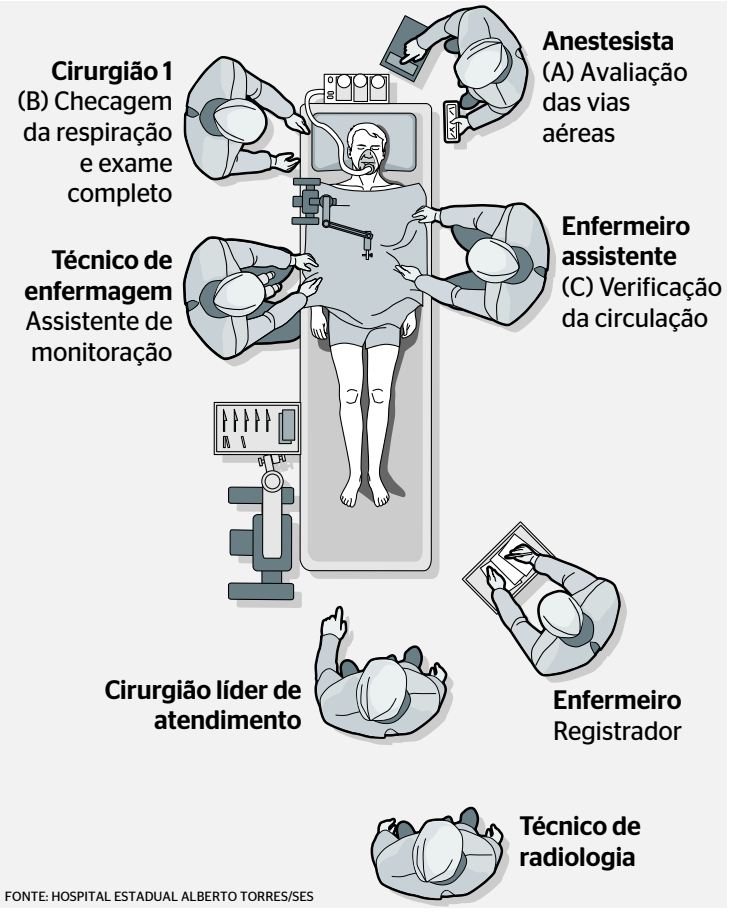 Cirurgião 1
(B) Checagem
da respiração
e exame
completo
Anestesista
(A) Avaliação
das vias
aéreas
Técnico de
enfermagem
Assistente de
monitoração
Enfermeiro
assistente
(C) Verificação
da circulação
Cirurgião líder de
atendimento
Enfermeiro
Registrador
Técnico de
radiologia
FONTE: HOSPITAL ESTADUAL ALBERTO TORRES/SES